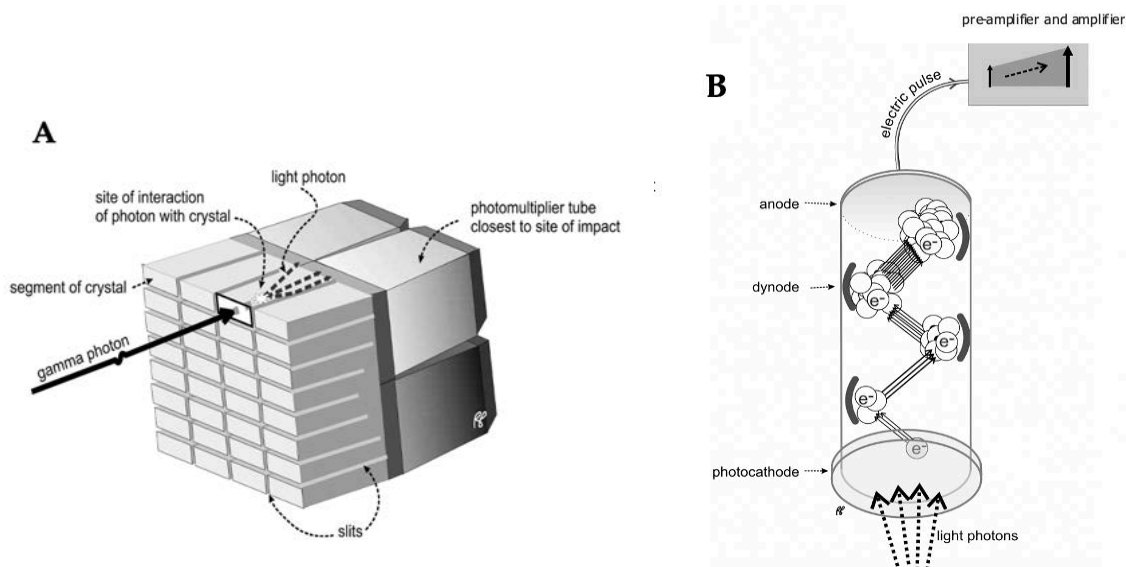 A
light photon
site of interaction
of photon with crystal
photomultiplier tube
closest to site of impact
segment of crystal
gamma photon
slits
:
B
pre-amplifier and amplifier
electric pulse
anode
e-
dynode
e-
e-
e-
e-
photocathode
light photons